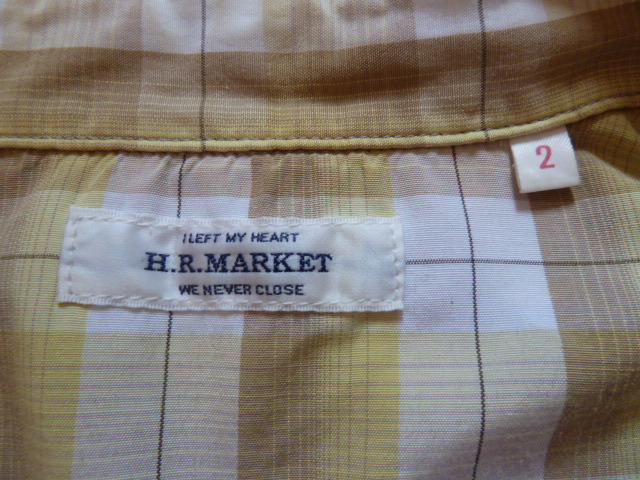 2
I LEFT MY HEART
H.R.MARKET
WE NEVER CLOSE